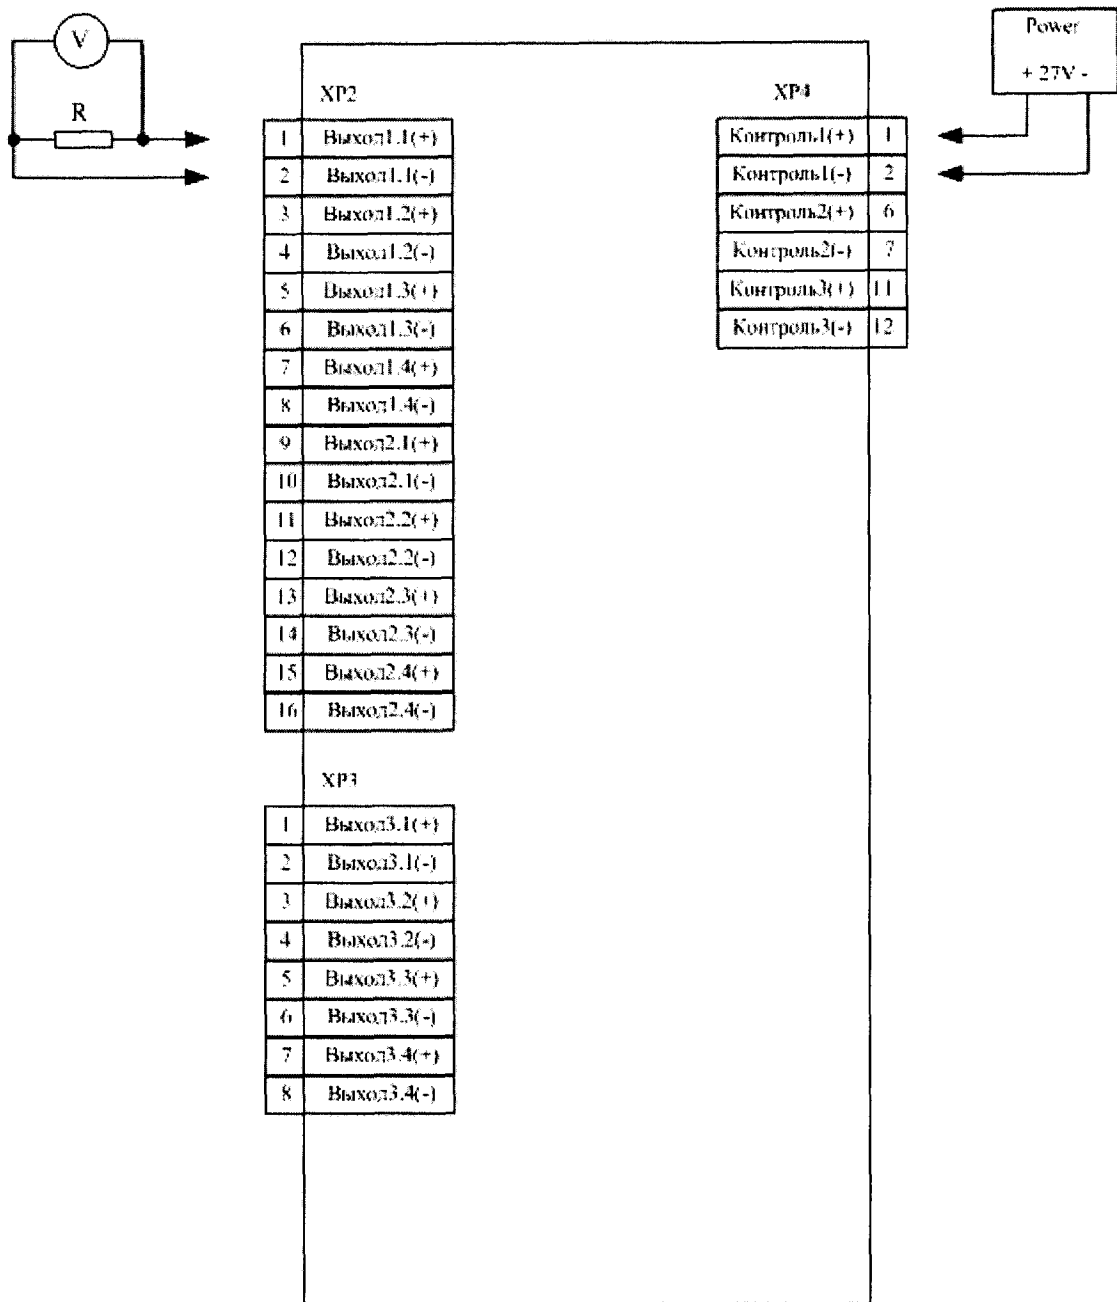 V
R
Power
+ 27V -
XP2
1 Выход1.1(+)
2 Выход1.1(-)
3 Выход1.2(+)
4 Выход1.2(-)
5 Выход1.3(+)
6 Выход1.3(-)
7 Выход1.4(+)
8 Выход1.4(-)
9 Выход2.1(+)
10 Выход2.1(-)
11 Выход2.2(+)
12 Выход2.2(-)
13 Выход2.3(+)
14 Выход2.3(-)
15 Выход2.4(+)
16 Выход2.4(-)
XP3
1 Выход3.1(+)
2 Выход3.1(-)
3 Выход3.2(+)
4 Выход3.2(-)
5 Выход3.3(+)
6 Выход3.3(-)
7 Выход3.4(+)
8 Выход3.4(-)
XP4
Контроль1(+) 1
Контроль1(-) 2
Контроль2(+) 6
Контроль2(-) 7
Контроль3(+) 11
Контроль3(-) 12